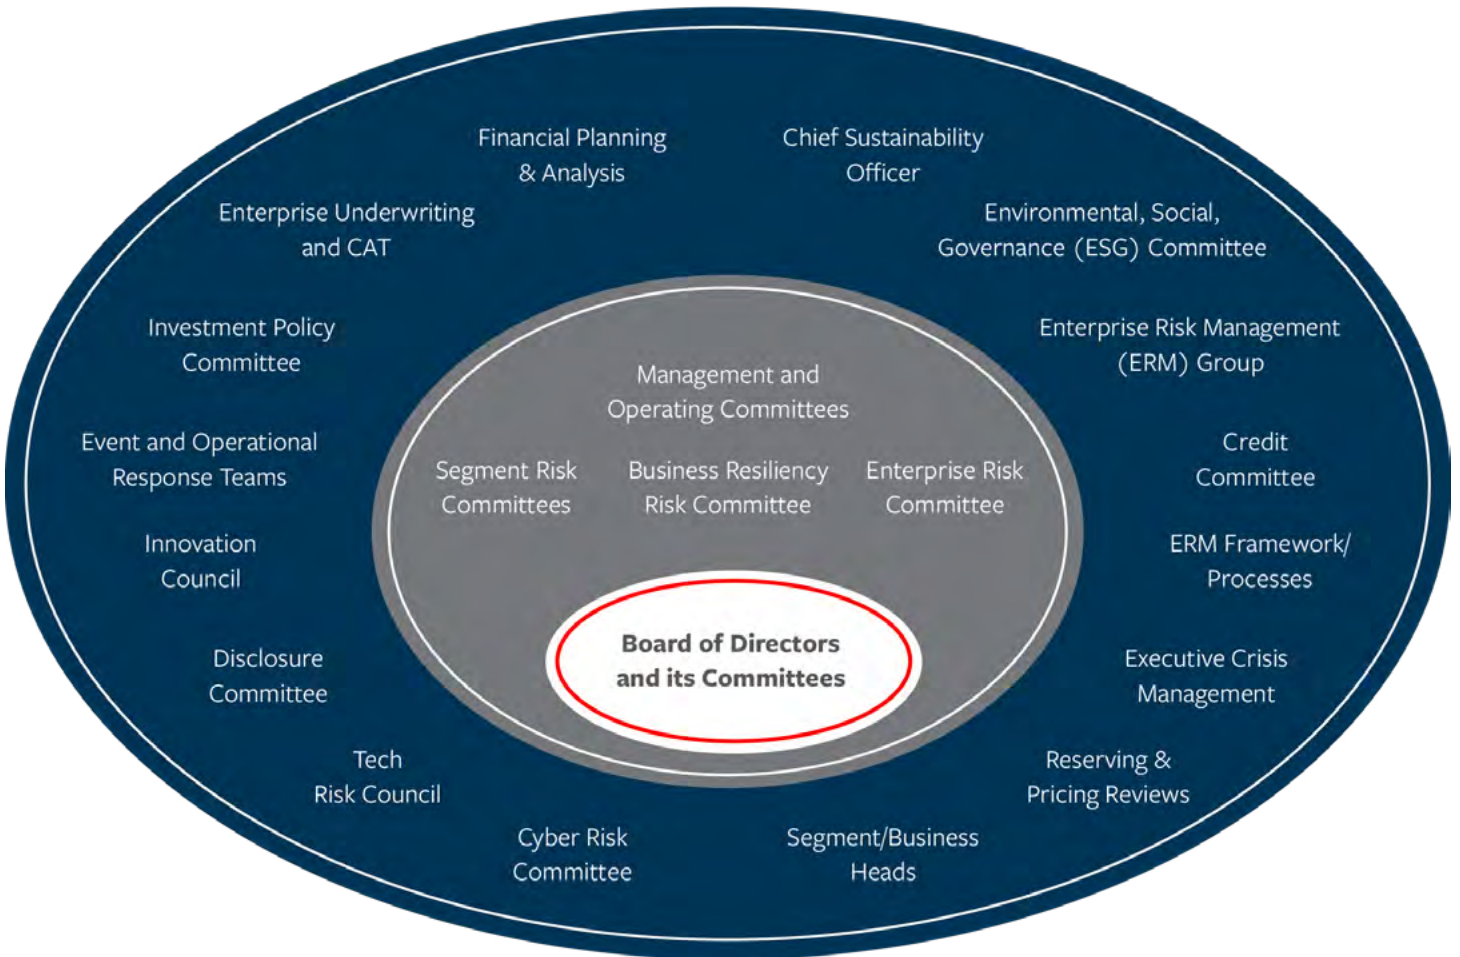 Financial Planning
& Analysis
Chief Sustainability
Officer
Enterprise Underwriting
and CAT
Environmental, Social,
Governance (ESG) Committee
Investment Policy
Committee
Enterprise Risk Management
(ERM) Group
Management and
Operating Committees
Event and Operational
Response Teams
Segment Risk
Committees
Business Resiliency
Risk Committee
Enterprise Risk
Committee
Credit
Committee
Innovation
Council
ERM Framework/
Processes
Board of Directors
and its Committees
Disclosure
Committee
Executive Crisis
Management
Tech
Risk Council
Reserving &
Pricing Reviews
Cyber Risk
Committee
Segment/Business
Heads